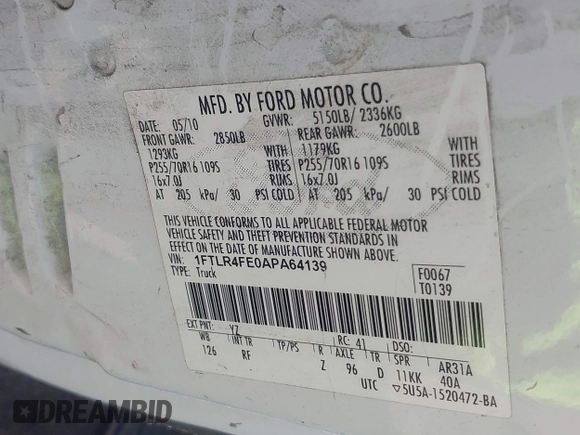 MFD. BY FORD MOTOR CO.
DATE: 05/10 GVWR: 5150LB/ 2336KG
FRONT GAWR: 2850LB REAR GAWR: 2600LB
1293KG WITH 1179KG WITH
P255/70R16 109S TIRES P255/70R16 109S TIRES
16x7.0J RIMS 16x7.0J RIMS
AT 205 kPa/ 30 PSI COLD AT 205 kPa/ 30 PSI COLD
THIS VEHICLE CONFORMS TO ALL APPLICABLE FEDERAL MOTOR
VEHICLE SAFETY AND THEFT PREVENTION STANDARDS IN
EFFECT ON THE DATE OF MANUFACTURE SHOWN ABOVE.
VIN: 1FTLR4FE0APA64139 F0067
TYPE: Truck T0139
EXT PNT: YZ RC: 41 DSO:
WB INT TR TP/PS R AXLE TR SPR AR31A
126 RF Z 96 D 11KK 40A
UTC ▽5U5A-1520472-BA
DREAMBID